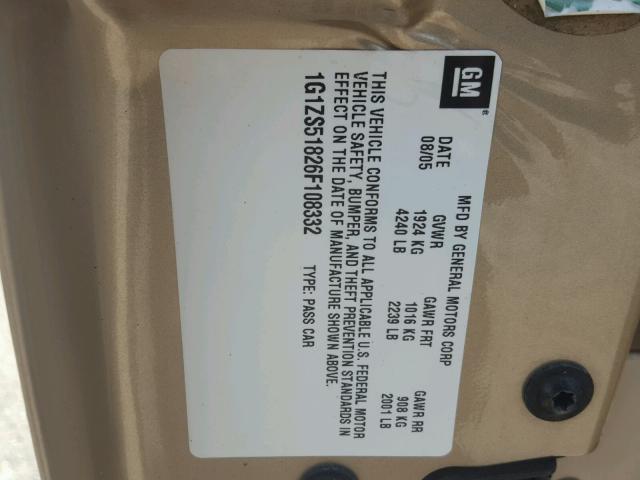 GM
MFD BY GENERAL MOTORS CORP
DATE GVWR GAWR FRT GAWR RR
08/05 1924 KG 1016 KG 908 KG
4240 LB 2239 LB 2001 LB
THIS VEHICLE CONFORMS TO ALL APPLICABLE U.S. FEDERAL MOTOR
VEHICLE SAFETY, BUMPER, AND THEFT PREVENTION STANDARDS IN
EFFECT ON THE DATE OF MANUFACTURE SHOWN ABOVE.
1G1ZS51826F108332 TYPE: PASS CAR